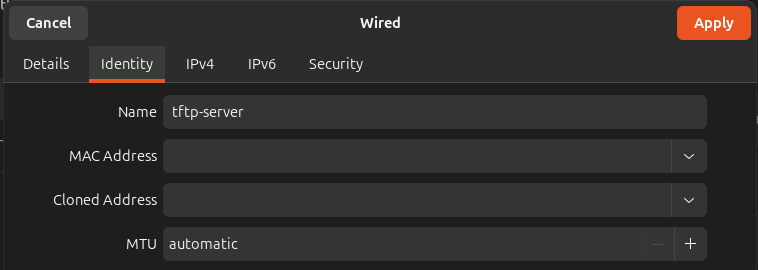 Cancel Wired Apply
Details Identity IPv4 IPv6 Security
Name tftp-server
MAC Address
Cloned Address
MTU automatic